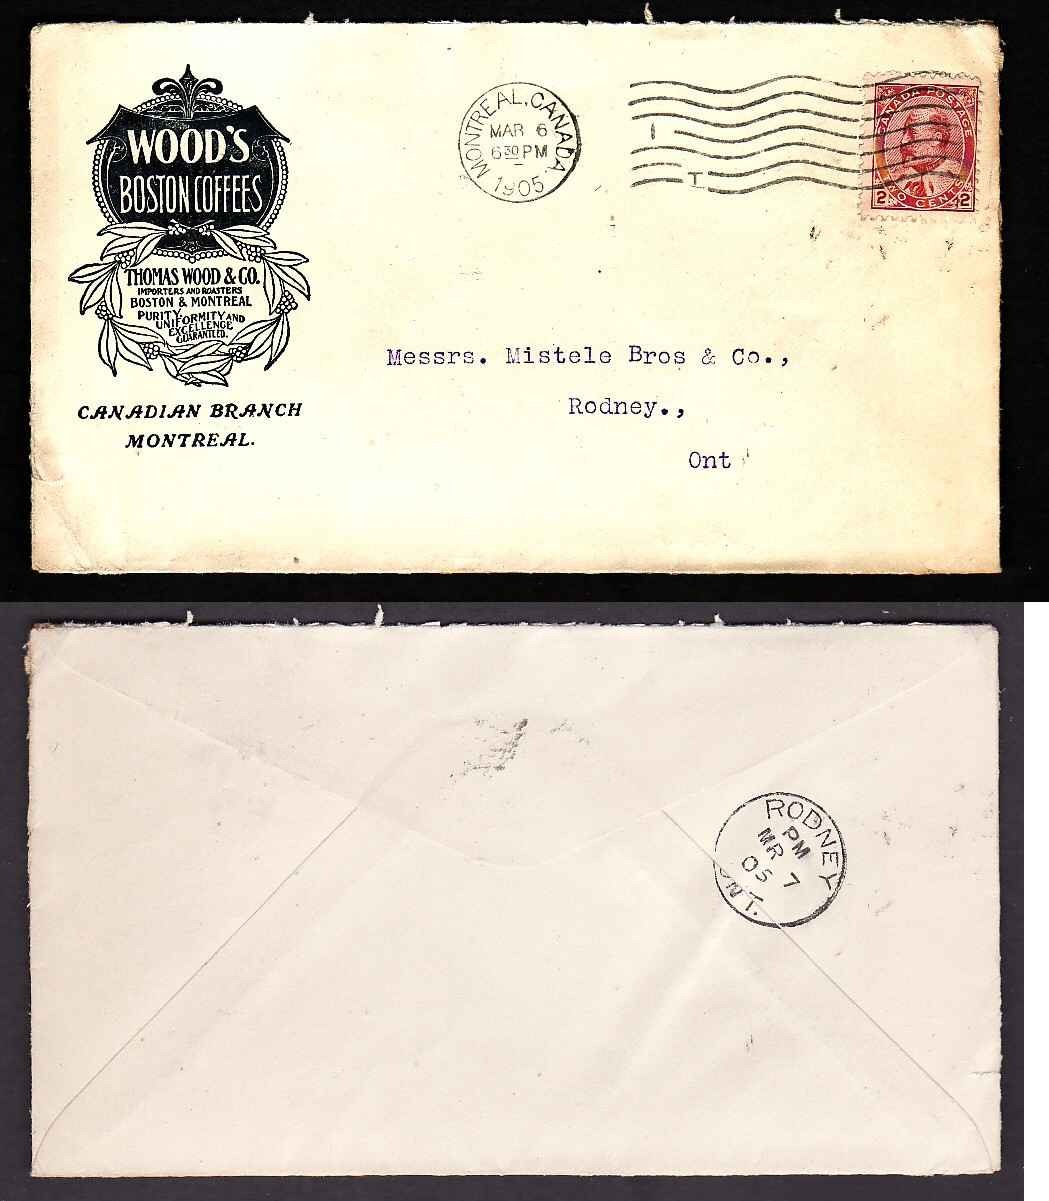 WOOD'S
BOSTON COFFEES
THOMAS WOOD & CO.
IMPORTERS AND ROASTERS
BOSTON & MONTREAL
PURITY,
UNIFORMITY AND
EXCELLENCE
GUARANTEED.
CANADIAN BRANCH
MONTREAL.
MONTREAL, CANADA
MAR 6
6 30 PM
1905
I
T
CANADA POSTAGE
2 TWO CENTS 2
Messrs. Mistele Bros & Co.,
Rodney.,
Ont
RODNEY
PM
MR 7
05
ONT.